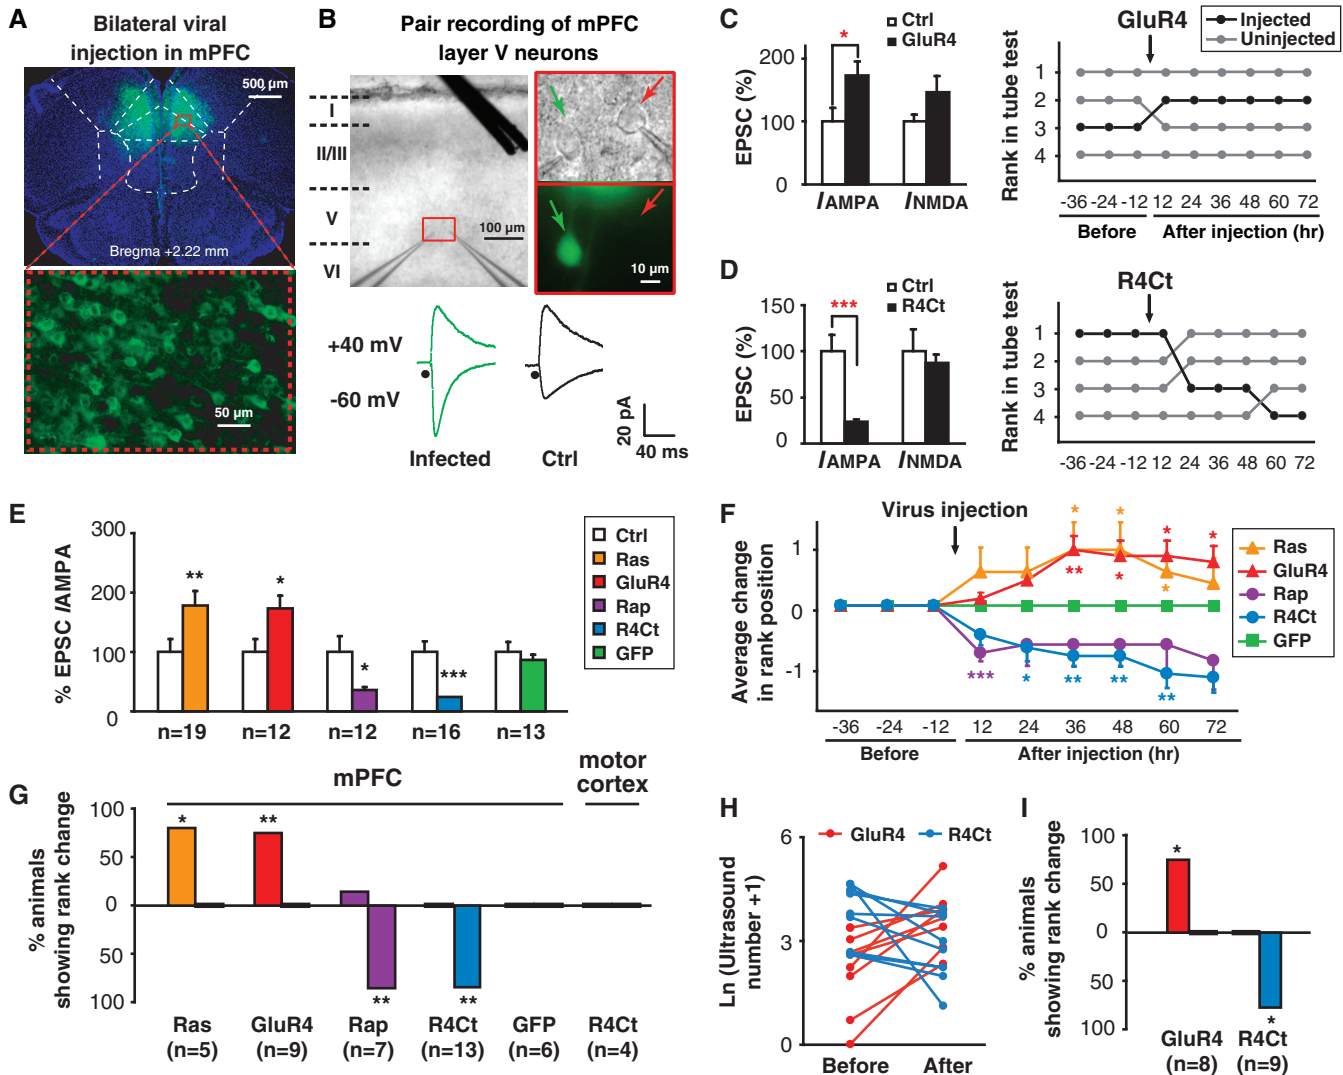 A
Bilateral viral
injection in mPFC
500 µm
Bregma +2.22 mm
50 µm
B
Pair recording of mPFC
layer V neurons
I
II/III
V
VI
100 µm
10 µm
+40 mV
-60 mV
20 pA
40 ms
Infected
Ctrl
C
Ctrl
GluR4
*
EPSC (%)
200
100
0
IAMPA
INMDA
GluR4
Injected
Uninjected
Rank in tube test
1
2
3
4
-36 -24 -12 12 24 36 48 60 72
Before
After injection (hr)
D
Ctrl
R4Ct
***
EPSC (%)
150
100
50
0
IAMPA
INMDA
R4Ct
Rank in tube test
1
2
3
4
-36 -24 -12 12 24 36 48 60 72
E
% EPSC IAMPA
300
200
100
0
** * * ***
n=19 n=12 n=12 n=16 n=13
Ctrl
Ras
GluR4
Rap
R4Ct
GFP
F
Virus injection
Average change
in rank position
1
0
-1
* * * *
** * *
*** * ** ** **
-36 -24 -12 12 24 36 48 60 72
Before
After injection (hr)
Ras
GluR4
Rap
R4Ct
GFP
G
mPFC
motor
cortex
% animals
showing rank change
100
50
0
50
100
* **
** **
Ras GluR4 Rap R4Ct GFP R4Ct
(n=5) (n=9) (n=7) (n=13) (n=6) (n=4)
H
GluR4
R4Ct
Ln (Ultrasound
number +1)
6
3
0
Before
After
I
% animals
showing rank change
100
50
0
50
100
*
*
GluR4 R4Ct
(n=8) (n=9)